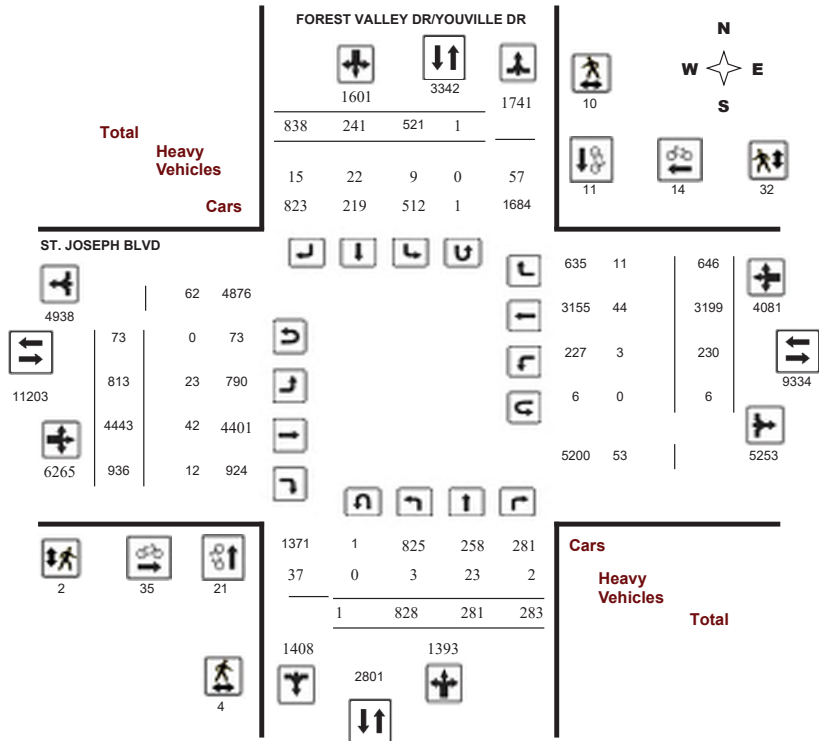 FOREST VALLEY DR/YOUVILLE DR
N
W E
S
1601 3342 1741
10
Total 838 241 521 1
Heavy
Vehicles
15 22 9 0 57
11 14 32
Cars 823 219 512 1 1684
ST. JOSEPH BLVD
4938
62 4876
73 0 73
11203
813 23 790
4443 42 4401
6265
936 12 924
635 11 646
4081
3155 44 3199
227 3 230
9334
6 0 6
5200 53
5253
1371 1 825 258 281 Cars
37 0 3 23 2 Heavy
Vehicles
1 828 281 283 Total
2 35 21
1408 2801 1393
4